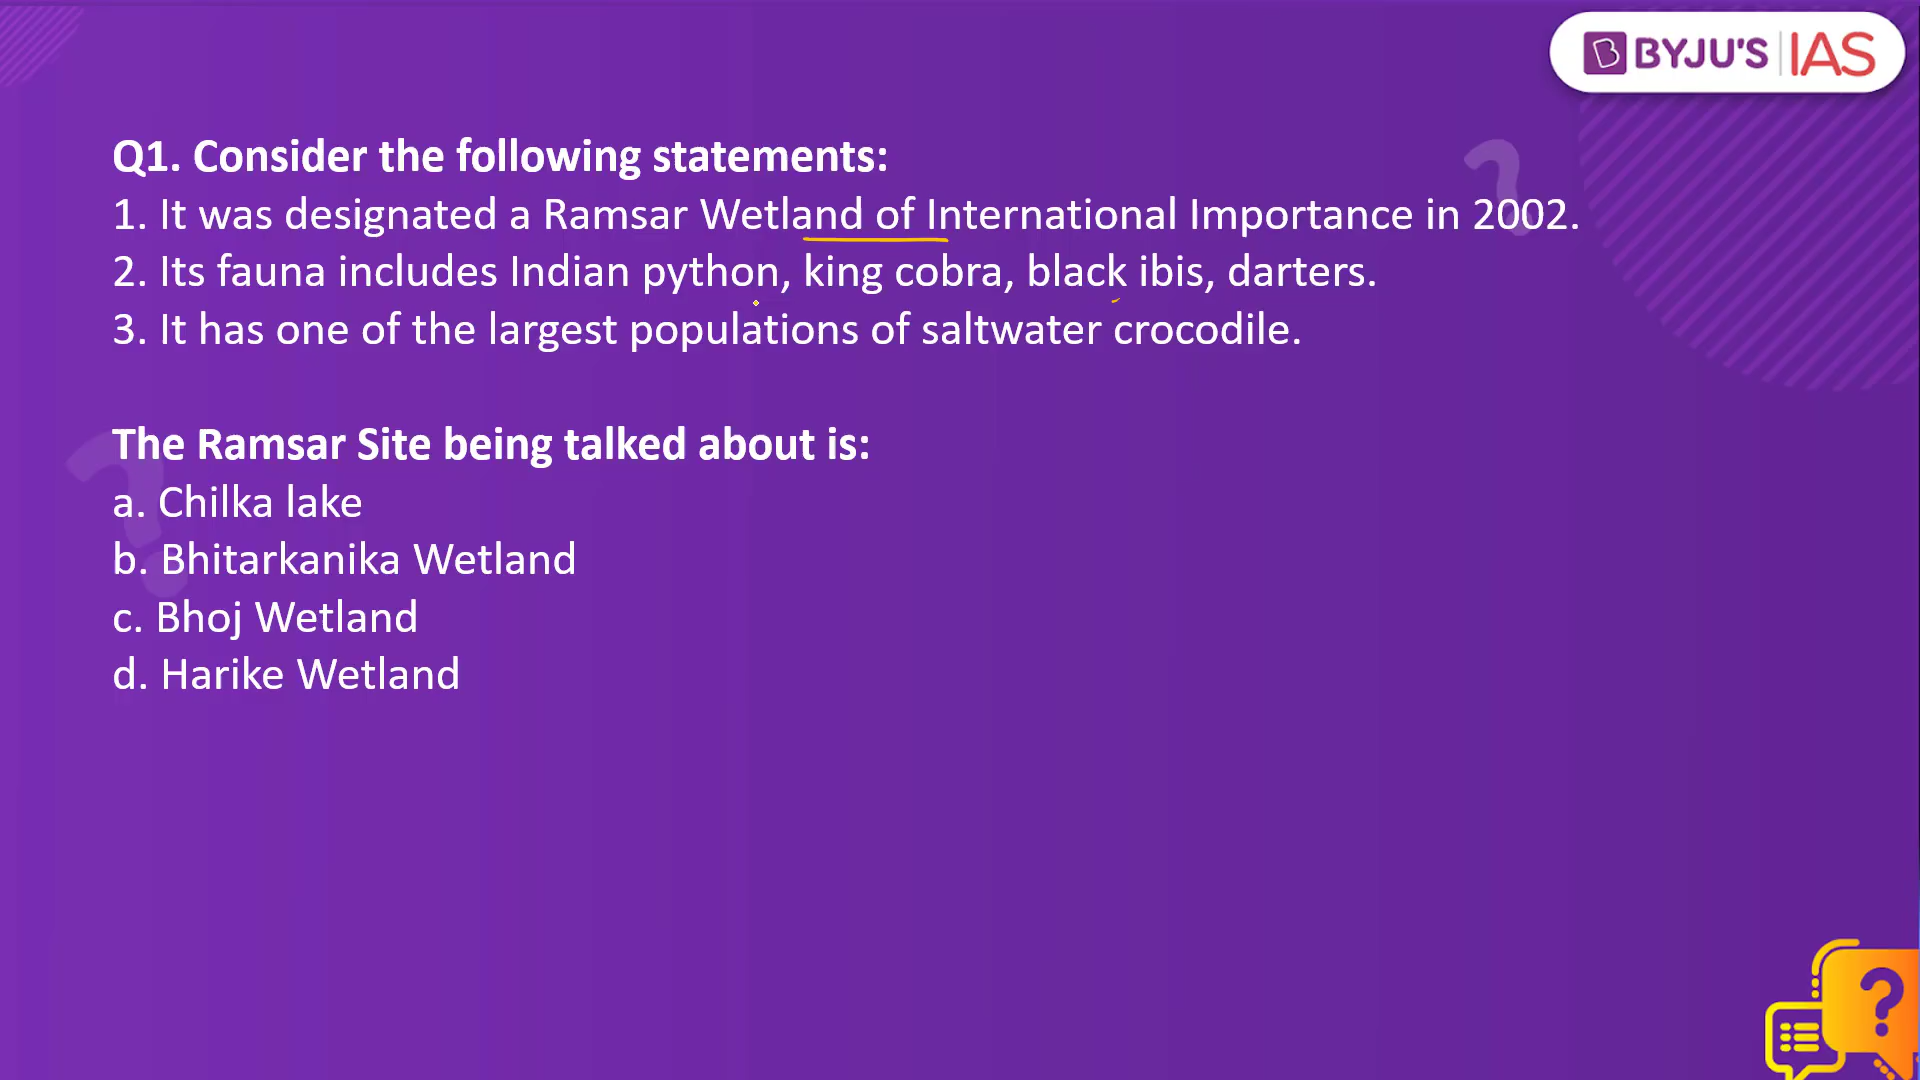 BYJU'S IAS
Q1. Consider the following statements:
1. It was designated a Ramsar Wetland of International Importance in 2002.
2. Its fauna includes Indian python, king cobra, black ibis, darters.
3. It has one of the largest populations of saltwater crocodile.
The Ramsar Site being talked about is:
a. Chilka lake
b. Bhitarkanika Wetland
c. Bhoj Wetland
d. Harike Wetland